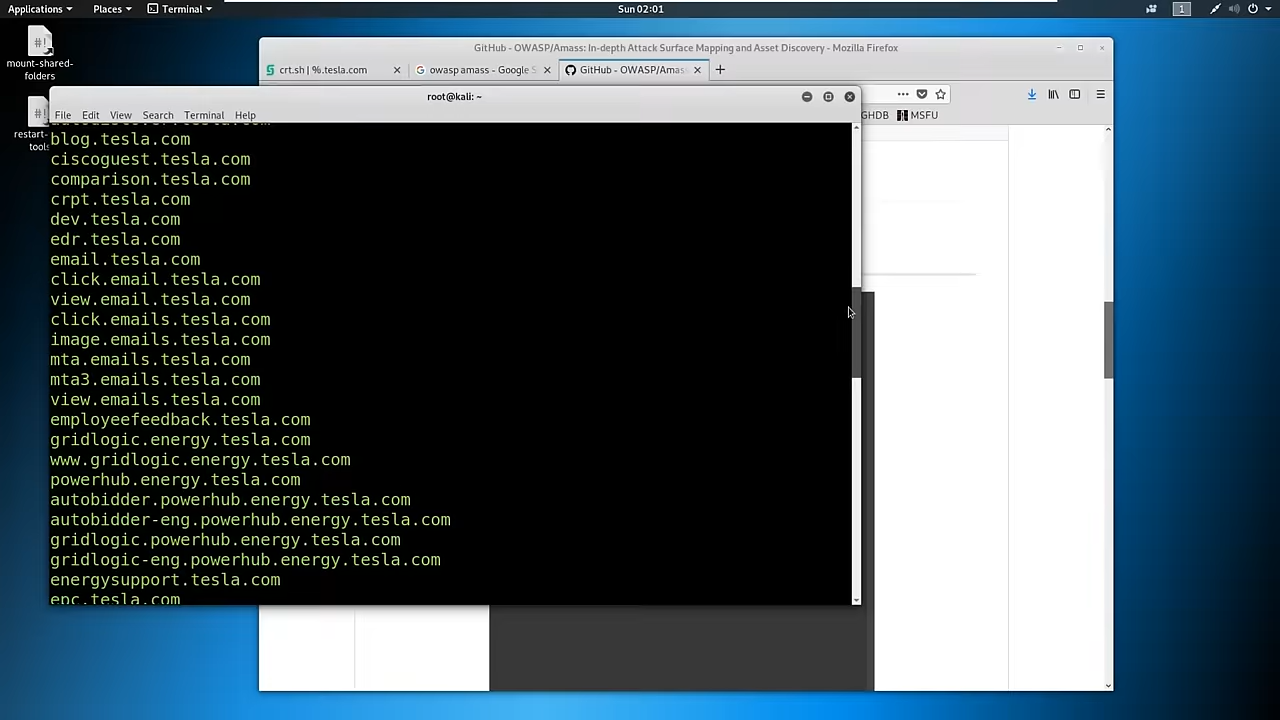 Applications
Places
Terminal
Sun 02:01
1
mount-shared-
folders
restart-
tools
GitHub - OWASP/Amass: In-depth Attack Surface Mapping and Asset Discovery - Mozilla Firefox
crt.sh | %.tesla.com
owasp amass - Google S
GitHub - OWASP/Amass
GHDB
MSFU
root@kali: ~
File Edit View Search Terminal Help
blog.tesla.com
ciscoguest.tesla.com
comparison.tesla.com
crpt.tesla.com
dev.tesla.com
edr.tesla.com
email.tesla.com
click.email.tesla.com
view.email.tesla.com
click.emails.tesla.com
image.emails.tesla.com
mta.emails.tesla.com
mta3.emails.tesla.com
view.emails.tesla.com
employeefeedback.tesla.com
gridlogic.energy.tesla.com
www.gridlogic.energy.tesla.com
powerhub.energy.tesla.com
autobidder.powerhub.energy.tesla.com
autobidder-eng.powerhub.energy.tesla.com
gridlogic.powerhub.energy.tesla.com
gridlogic-eng.powerhub.energy.tesla.com
energysupport.tesla.com
epc.tesla.com